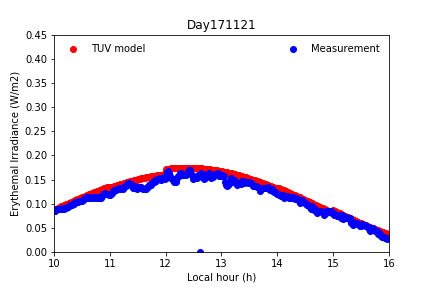 Day171121
TUV model
Measurement
Erythemal Irradiance (W/m2)
0.45
0.40
0.35
0.30
0.25
0.20
0.15
0.10
0.05
0.00
10 11 12 13 14 15 16
Local hour (h)